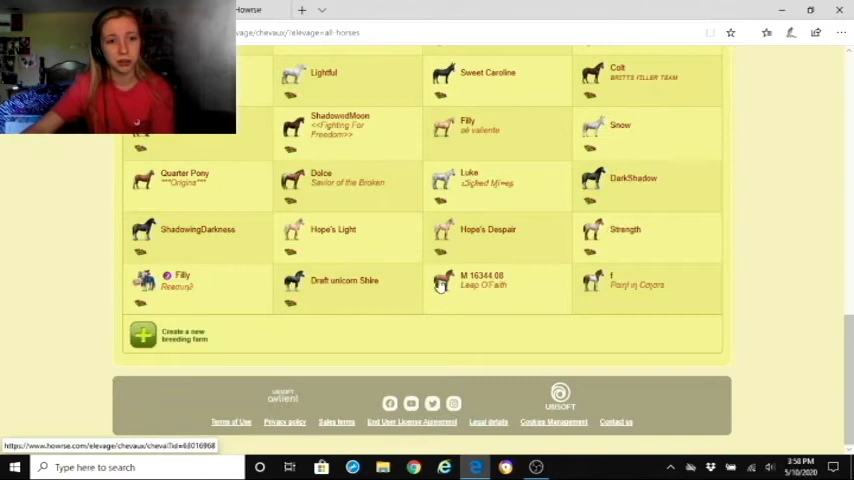 Howrse
vage/chevaux/?elevage=all-horses
Lightful
Sweet Caroline
Colt
BRITTS FILLER TEAM
ShadowedMoon
<<Fighting For
Freedom>>
Filly
sé valiente
Snow
Quarter Pony
***Origins***
Dolce
Savior of the Broken
Luke
DarkShadow
ShadowingDarkness
Hope's Light
Hope's Despair
Strength
Filly
Draft unicorn Shire
M 16344.08
Leap O'Faith
f
Create a new
breeding farm
UBISOFT
UBISOFT
Terms of Use
Privacy policy
Sales terms
End User License Agreement
Legal details
Cookies Management
Contact us
https://www.howrse.com/elevage/chevaux/cheval?id=68016968
Type here to search
3:58 PM
5/10/2020